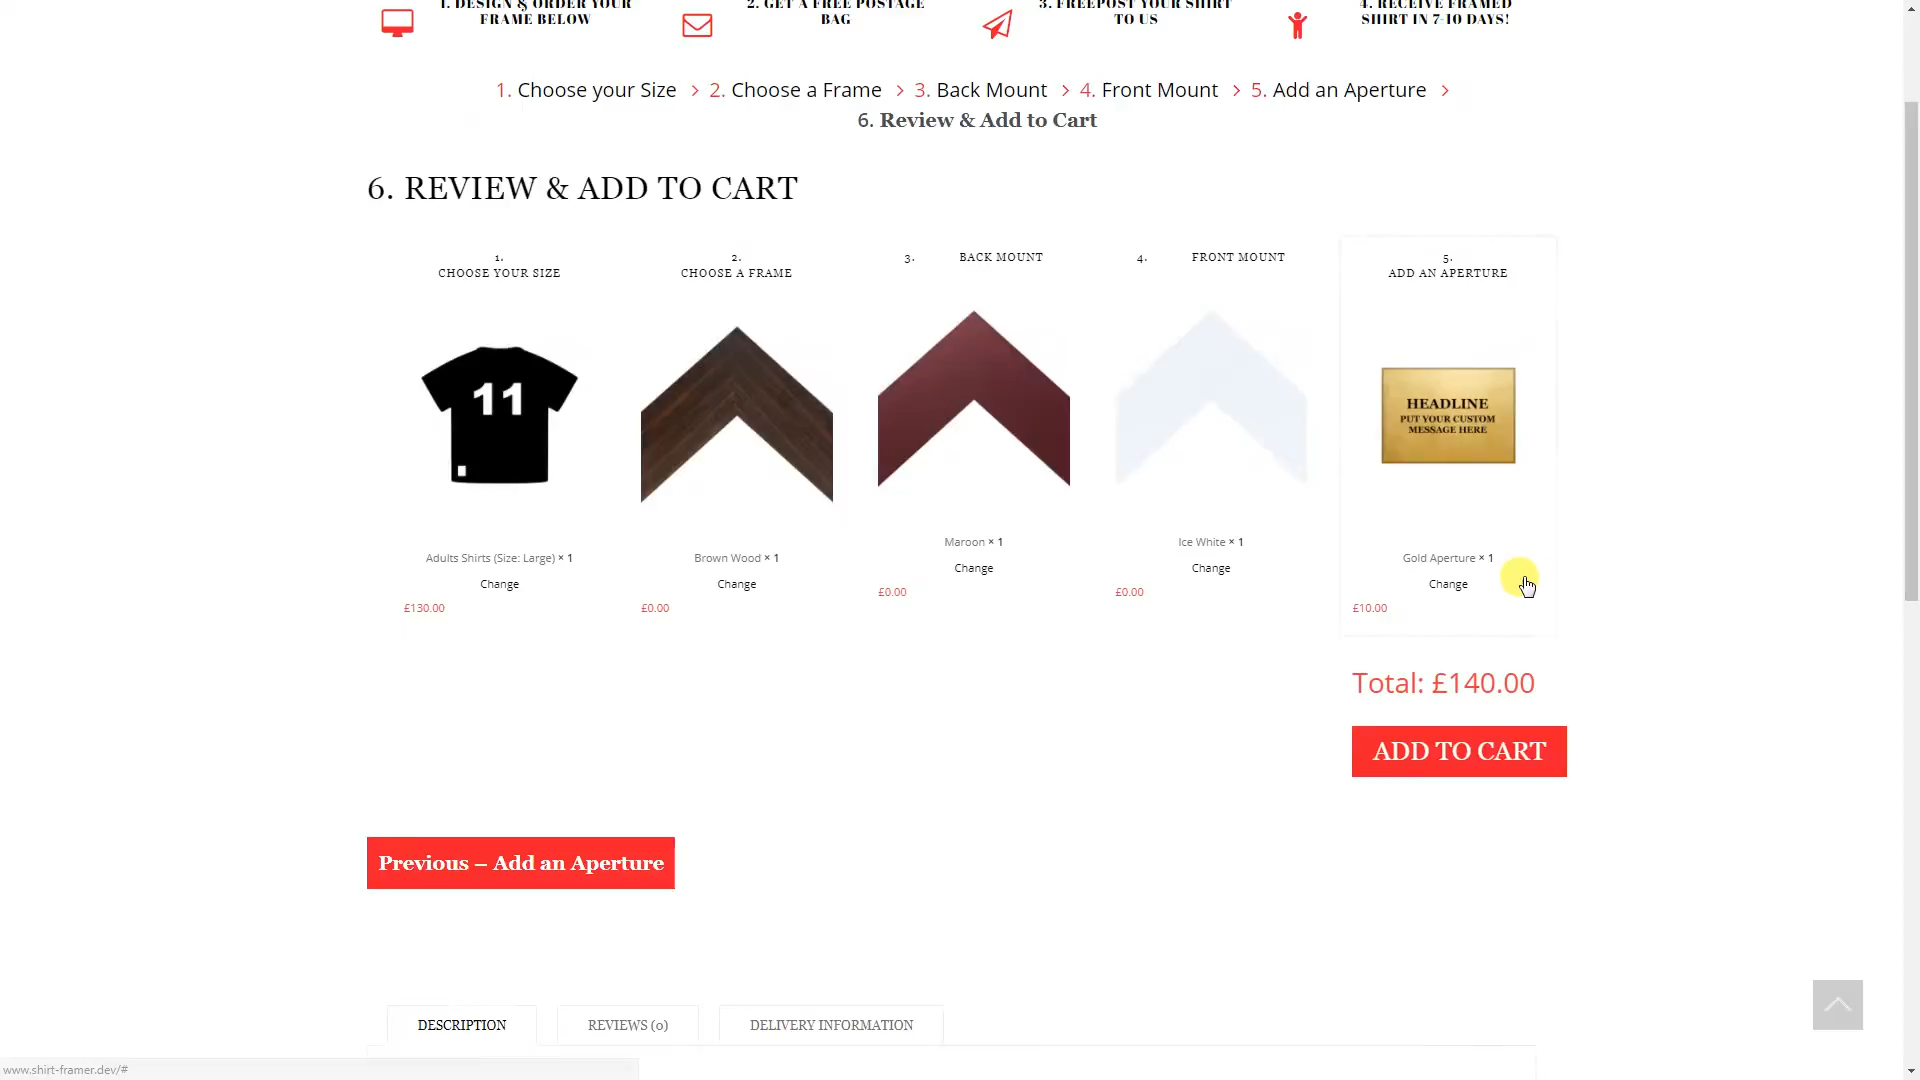 1. DESIGN & ORDER YOUR
FRAME BELOW
2. GET A FREE POSTAGE
BAG
3. FREEPOST YOUR SHIRT
TO US
4. RECEIVE FRAMED
SHIRT IN 7-10 DAYS!
1. Choose your Size > 2. Choose a Frame > 3. Back Mount > 4. Front Mount > 5. Add an Aperture >
6. Review & Add to Cart
6. REVIEW & ADD TO CART
1.
CHOOSE YOUR SIZE
11
Adults Shirts (Size: Large) × 1
Change
£130.00
2.
CHOOSE A FRAME
Brown Wood × 1
Change
£0.00
3. BACK MOUNT
Maroon × 1
Change
£0.00
4. FRONT MOUNT
Ice White × 1
Change
£0.00
5.
ADD AN APERTURE
HEADLINE
PUT YOUR CUSTOM
MESSAGE HERE
Gold Aperture × 1
Change
£10.00
Total: £140.00
ADD TO CART
Previous – Add an Aperture
DESCRIPTION
REVIEWS (0)
DELIVERY INFORMATION
www.shirt-framer.dev/#